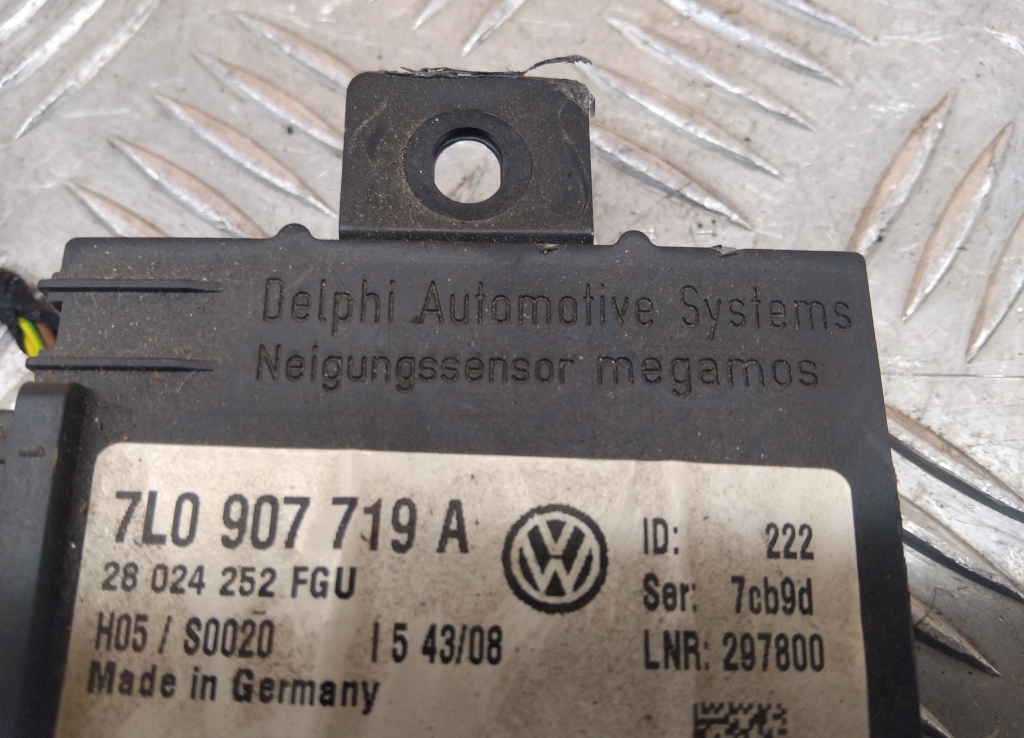 Delphi Automotive Systems
Neigungssensor megamos
7L0 907 719 A
28 024 252 FGU
H05 / S0020 I 5 43/08
Made in Germany
VW
ID: 222
Ser: 7cb9d
LNR: 297800